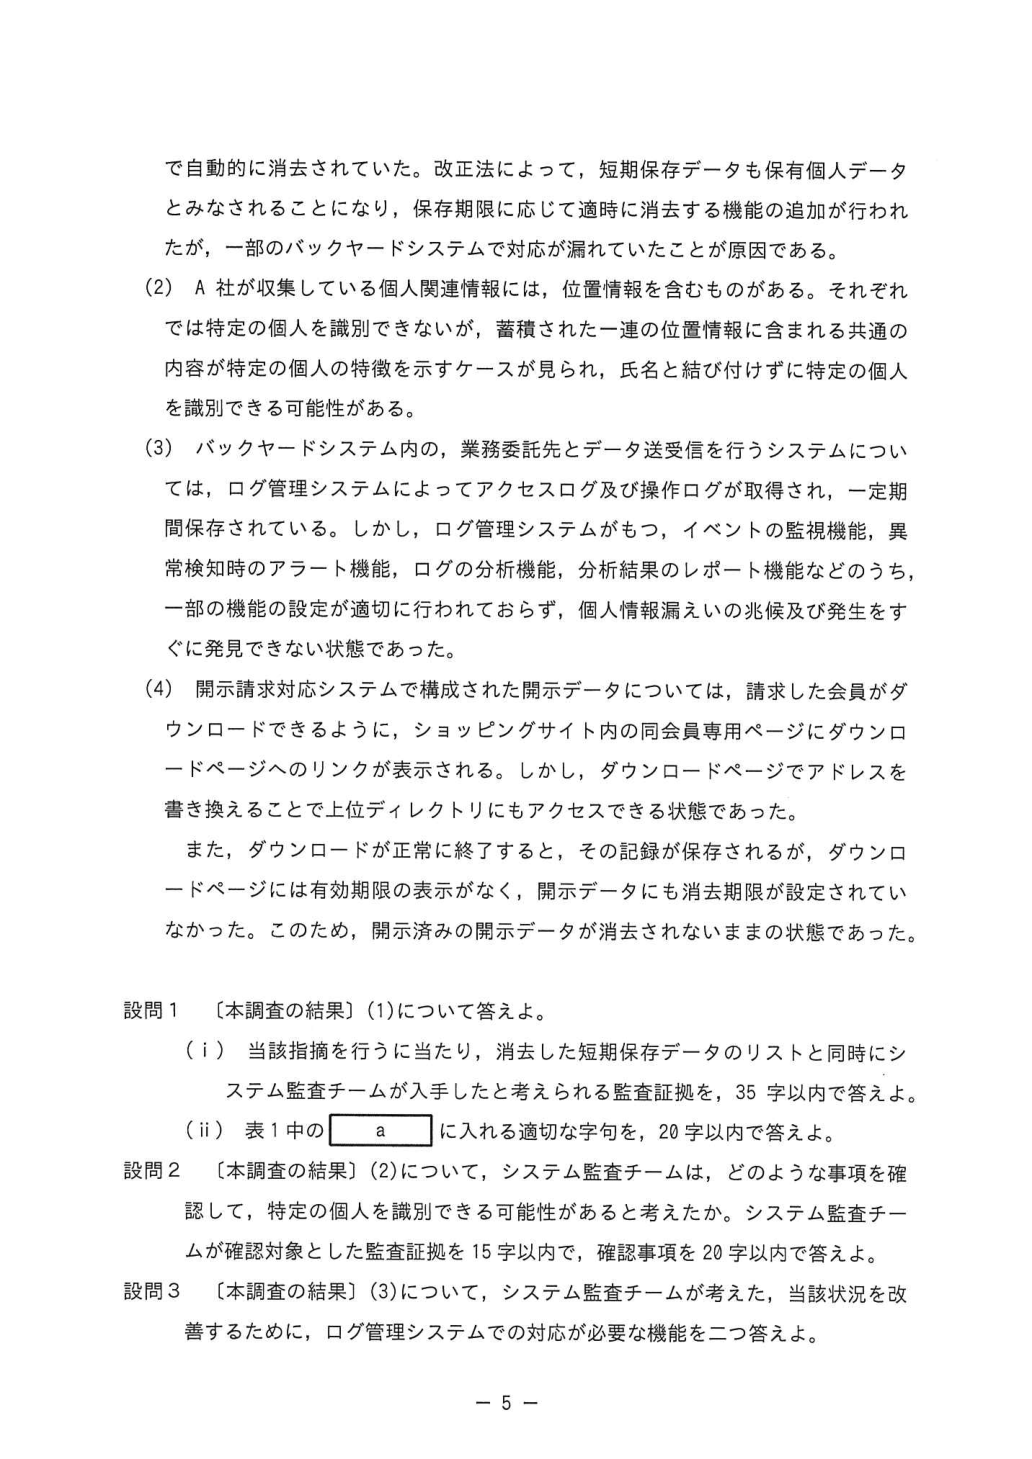 で自動的に消去されていた。改正法によって，短期保存データも保有個人データ
とみなされることになり，保存期限に応じて適時に消去する機能の追加が行われ
たが，一部のバックヤードシステムで対応が漏れていたことが原因である。
(2) A 社が収集している個人関連情報には，位置情報を含むものがある。それぞれ
では特定の個人を識別できないが，蓄積された一連の位置情報に含まれる共通の
内容が特定の個人の特徴を示すケースが見られ，氏名と結び付けずに特定の個人
を識別できる可能性がある。
(3) バックヤードシステム内の，業務委託先とデータ送受信を行うシステムについ
ては，ログ管理システムによってアクセスログ及び操作ログが取得され，一定期
間保存されている。しかし，ログ管理システムがもつ，イベントの監視機能，異
常検知時のアラート機能，ログの分析機能，分析結果のレポート機能などのうち，
一部の機能の設定が適切に行われておらず，個人情報漏えいの兆候及び発生をす
ぐに発見できない状態であった。
(4) 開示請求対応システムで構成された開示データについては，請求した会員がダ
ウンロードできるように，ショッピングサイト内の同会員専用ページにダウンロ
ードページへのリンクが表示される。しかし，ダウンロードページでアドレスを
書き換えることで上位ディレクトリにもアクセスできる状態であった。
また，ダウンロードが正常に終了すると，その記録が保存されるが，ダウンロ
ードページには有効期限の表示がなく，開示データにも消去期限が設定されてい
なかった。このため，開示済みの開示データが消去されないままの状態であった。
設問1 〔本調査の結果〕(1)について答えよ。
(ⅰ) 当該指摘を行うに当たり，消去した短期保存データのリストと同時にシ
ステム監査チームが入手したと考えられる監査証拠を，35 字以内で答えよ。
(ⅱ) 表1中の a に入れる適切な字句を，20字以内で答えよ。
設問2 〔本調査の結果〕(2)について，システム監査チームは，どのような事項を確
認して，特定の個人を識別できる可能性があると考えたか。システム監査チー
ムが確認対象とした監査証拠を15字以内で，確認事項を20字以内で答えよ。
設問3 〔本調査の結果〕(3)について，システム監査チームが考えた，当該状況を改
善するために，ログ管理システムでの対応が必要な機能を二つ答えよ。
－ 5 －